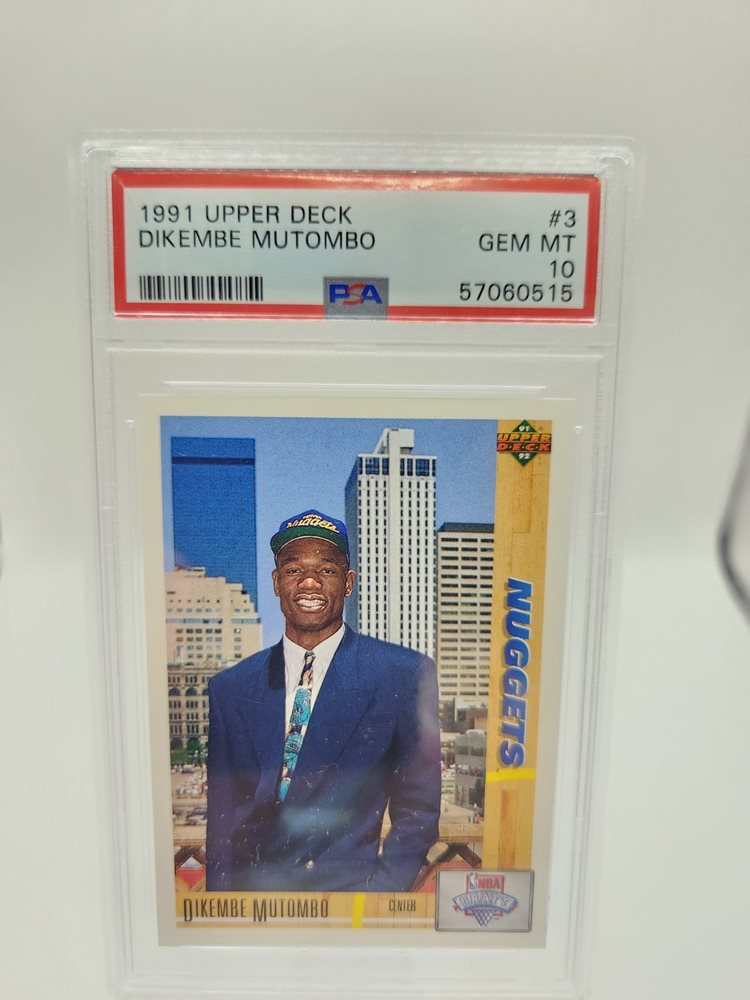 1991 UPPER DECK
#3
DIKEMBE MUTOMBO
GEM MT
10
PSA
57060515
91
UPPER
DECK
92
NUGGETS
NUGGETS
DIKEMBE MUTOMBO
CENTER
NBA
DRAFT